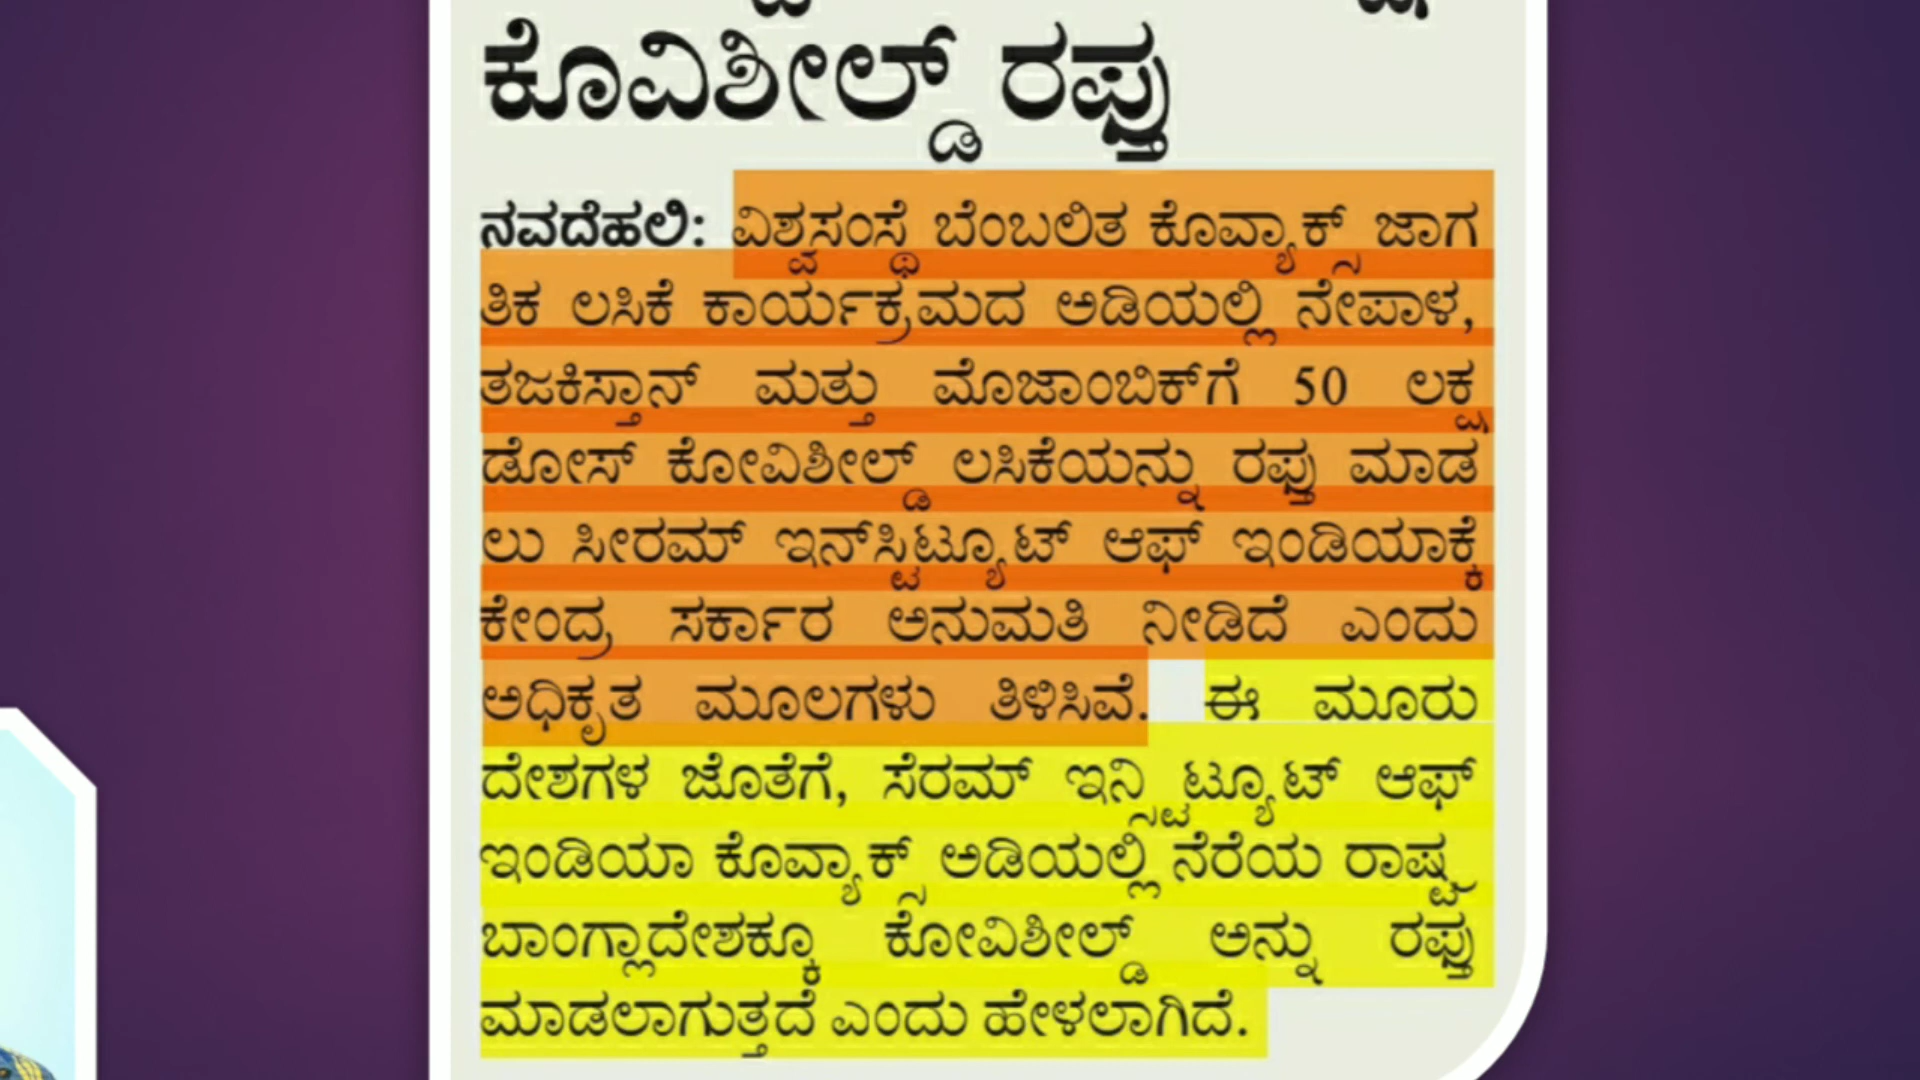 ಕೊವಿಶೀಲ್ಡ್ ರಫ್ತು
ನವದೆಹಲಿ: ವಿಶ್ವಸಂಸ್ಥೆ ಬೆಂಬಲಿತ ಕೊವ್ಯಾಕ್ಸ್ ಜಾಗ
ತಿಕ ಲಸಿಕೆ ಕಾರ್ಯಕ್ರಮದ ಅಡಿಯಲ್ಲಿ ನೇಪಾಳ,
ತಜಕಿಸ್ತಾನ್ ಮತ್ತು ಮೊಜಾಂಬಿಕ್‌ಗೆ 50 ಲಕ್ಷ
ಡೋಸ್ ಕೋವಿಶೀಲ್ಡ್ ಲಸಿಕೆಯನ್ನು ರಫ್ತು ಮಾಡ
ಲು ಸೀರಮ್ ಇನ್‌ಸ್ಟಿಟ್ಯೂಟ್ ಆಫ್ ಇಂಡಿಯಾಕ್ಕೆ
ಕೇಂದ್ರ ಸರ್ಕಾರ ಅನುಮತಿ ನೀಡಿದೆ ಎಂದು
ಅಧಿಕೃತ ಮೂಲಗಳು ತಿಳಿಸಿವೆ. ಈ ಮೂರು
ದೇಶಗಳ ಜೊತೆಗೆ, ಸೆರಮ್ ಇನ್ಸ್ಟಿಟ್ಯೂಟ್ ಆಫ್
ಇಂಡಿಯಾ ಕೊವ್ಯಾಕ್ಸ್ ಅಡಿಯಲ್ಲಿ ನೆರೆಯ ರಾಷ್ಟ್ರ
ಬಾಂಗ್ಲಾದೇಶಕ್ಕೂ ಕೋವಿಶೀಲ್ಡ್ ಅನ್ನು ರಫ್ತು
ಮಾಡಲಾಗುತ್ತದೆ ಎಂದು ಹೇಳಲಾಗಿದೆ.